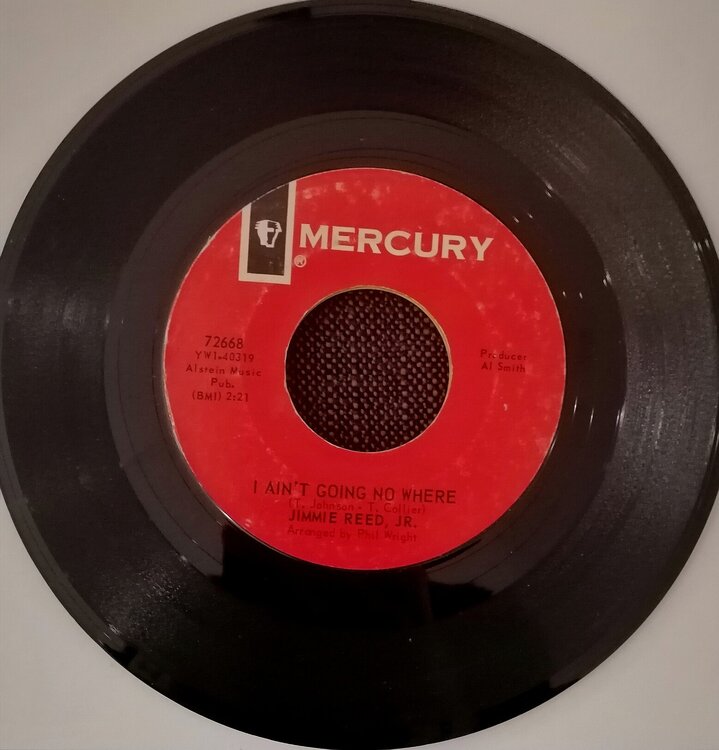 MERCURY
®
72668
YW1-40319
Alstein Music
Pub.
(BMI) 2:21
Producer
Al Smith
I AIN'T GOING NO WHERE
(T. Johnson - T. Collier)
JIMMIE REED, JR.
Arranged by Phil Wright